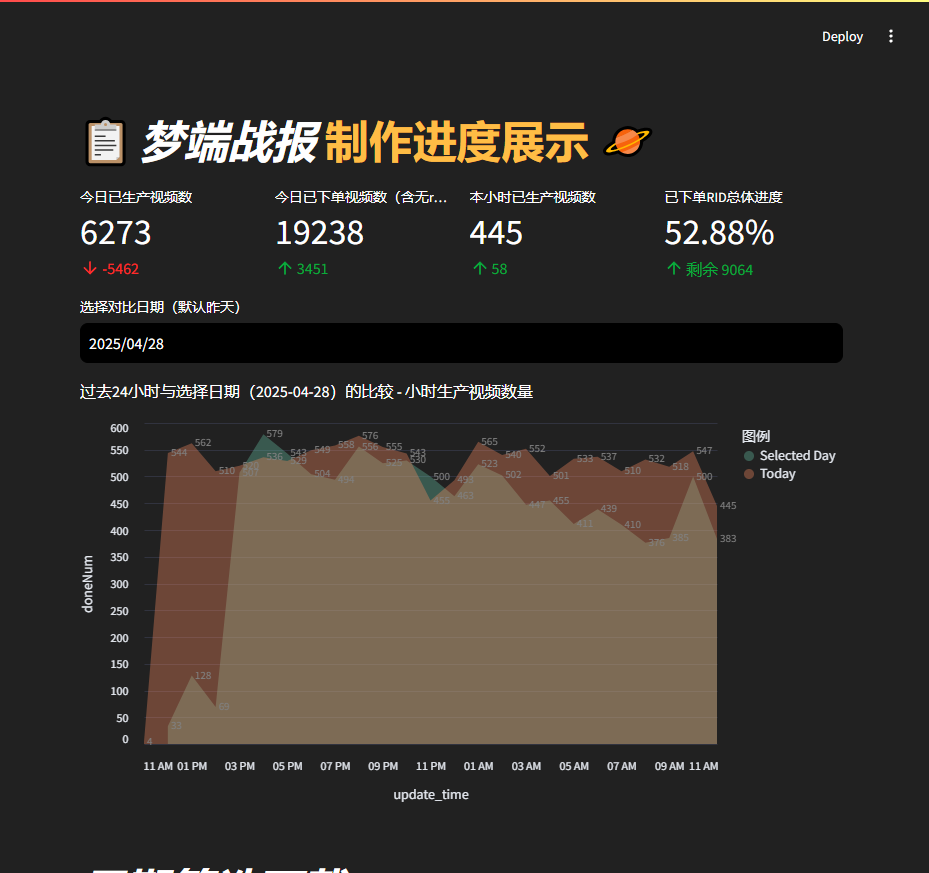 Deploy
梦端战报 制作进度展示
今日已生产视频数
6273
-5462
今日已下单视频数（含无r…
19238
3451
本小时已生产视频数
445
58
已下单RID总体进度
52.88%
剩余 9064
选择对比日期（默认昨天）
2025/04/28
过去24小时与选择日期（2025-04-28）的比较 - 小时生产视频数量
图例
Selected Day
Today
doneNum
600
550
500
450
400
350
300
250
200
150
100
50
0
544 562 510 536 543 549 558 576 555 543 500 493 565 540 552 501 533 537 510 532 518 547 445
4 33 128 69 579 529 504 494 556 525 530 455 463 523 502 447 455 411 439 410 376 383 500 383
11 AM 01 PM 03 PM 05 PM 07 PM 09 PM 11 PM 01 AM 03 AM 05 AM 07 AM 09 AM 11 AM
update_time